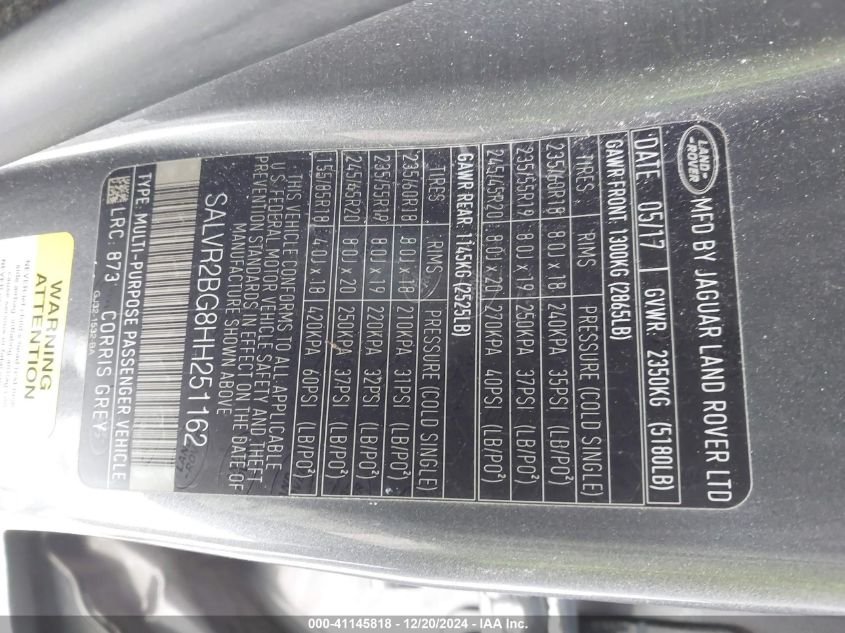 LAND
ROVER
MFD BY JAGUAR LAND ROVER LTD
DATE 05/17 GVWR: 2350KG (5180LB)
GAWR FRONT 1300KG (2865LB)
TIRES RIMS PRESSURE (COLD SINGLE)
235/60R18 8.0J x 18 240KPA 35PSI (LB/PO²)
235/55R19 8.0J x 19 250KPA 37PSI (LB/PO²)
245/45R20 8.0J x 20 270KPA 40PSI (LB/PO²)
GAWR REAR 1145KG (2525LB)
TIRES RIMS PRESSURE (COLD SINGLE)
235/60R18 8.0J x 18 210KPA 31PSI (LB/PO²)
235/55R19 8.0J x 19 220KPA 32PSI (LB/PO²)
245/45R20 8.0J x 20 250KPA 37PSI (LB/PO²)
155/85R18 4.0J x 18 420KPA 60PSI (LB/PO²)
THIS VEHICLE CONFORMS TO ALL APPLICABLE
U.S. FEDERAL MOTOR VEHICLE SAFETY AND THEFT
PREVENTION STANDARDS IN EFFECT ON THE DATE OF
MANUFACTURE SHOWN ABOVE
SALVR2BG8HH251162
TYPE: MULTI-PURPOSE PASSENGER VEHICLE
LRC: 873 CORRIS GREY
GJ32-1532-BA
WARNING
ATTENTION
000-41145818 - 12/20/2024 - IAA Inc.